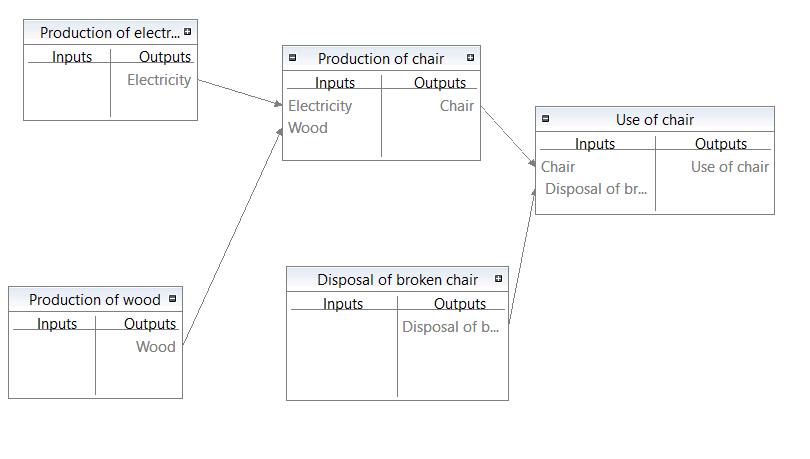 Production of electr...
Inputs Outputs
Electricity
Production of chair
Inputs Outputs
Electricity Chair
Wood
Use of chair
Inputs Outputs
Chair Use of chair
Disposal of br...
Production of wood
Inputs Outputs
Wood
Disposal of broken chair
Inputs Outputs
Disposal of b...